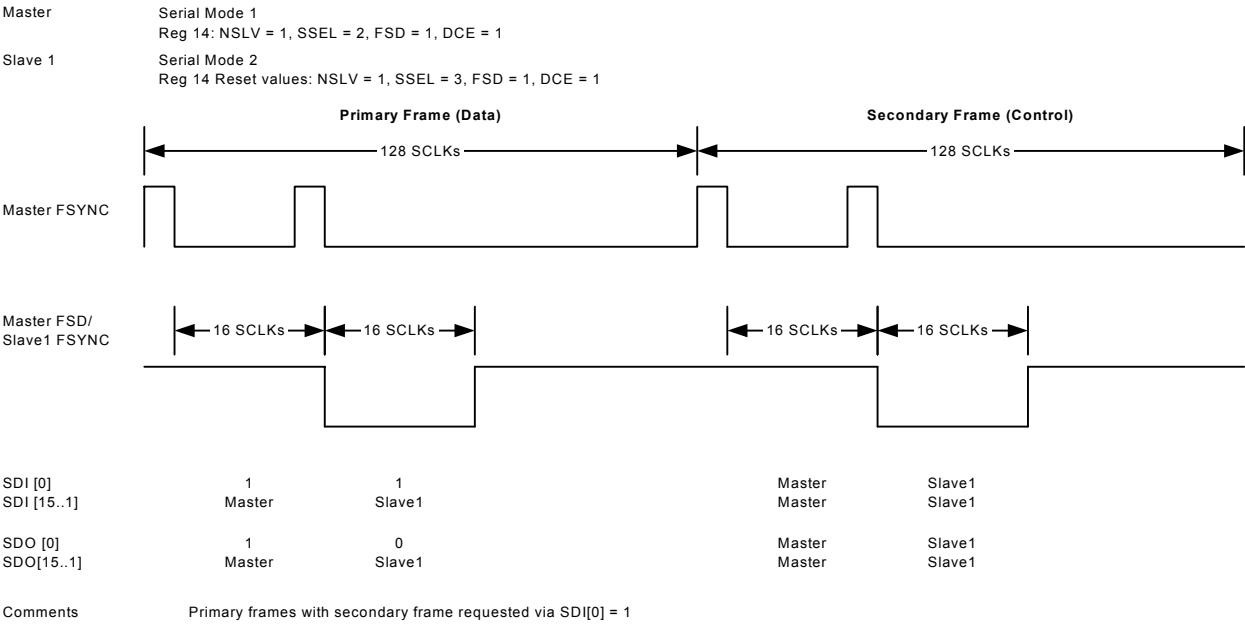 Master Serial Mode 1
Reg 14: NSLV = 1, SSEL = 2, FSD = 1, DCE = 1
Slave 1 Serial Mode 2
Reg 14 Reset values: NSLV = 1, SSEL = 3, FSD = 1, DCE = 1
Primary Frame (Data) Secondary Frame (Control)
128 SCLKs 128 SCLKs
Master FSYNC
Master FSD/
Slave1 FSYNC
16 SCLKs 16 SCLKs 16 SCLKs 16 SCLKs
SDI [0] 1 1 Master Slave1
SDI [15..1] Master Slave1 Master Slave1
SDO [0] 1 0 Master Slave1
SDO[15..1] Master Slave1 Master Slave1
Comments Primary frames with secondary frame requested via SDI[0] = 1